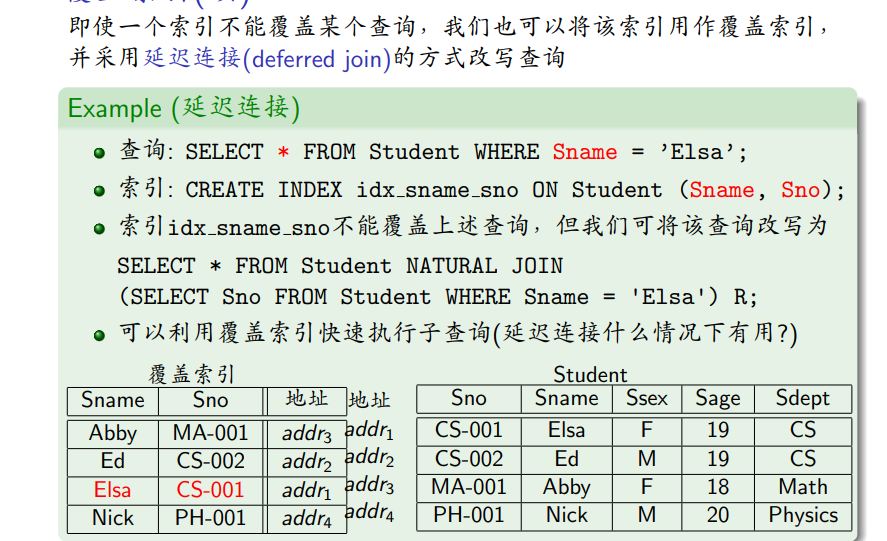 即使一个索引不能覆盖某个查询，我们也可以将该索引用作覆盖索引，
并采用延迟连接(deferred join)的方式改写查询
Example (延迟连接)
查询: SELECT * FROM Student WHERE Sname = ’Elsa’;
索引: CREATE INDEX idx_sname_sno ON Student (Sname, Sno);
索引idx_sname_sno不能覆盖上述查询，但我们可将该查询改写为
SELECT * FROM Student NATURAL JOIN
(SELECT Sno FROM Student WHERE Sname = 'Elsa') R;
可以利用覆盖索引快速执行子查询(延迟连接什么情况下有用?)
覆盖索引
Sname Sno 地址
Abby MA-001 addr3
Ed CS-002 addr2
Elsa CS-001 addr1
Nick PH-001 addr4
Student
地址 Sno Sname Ssex Sage Sdept
addr1 CS-001 Elsa F 19 CS
addr2 CS-002 Ed M 19 CS
addr3 MA-001 Abby F 18 Math
addr4 PH-001 Nick M 20 Physics